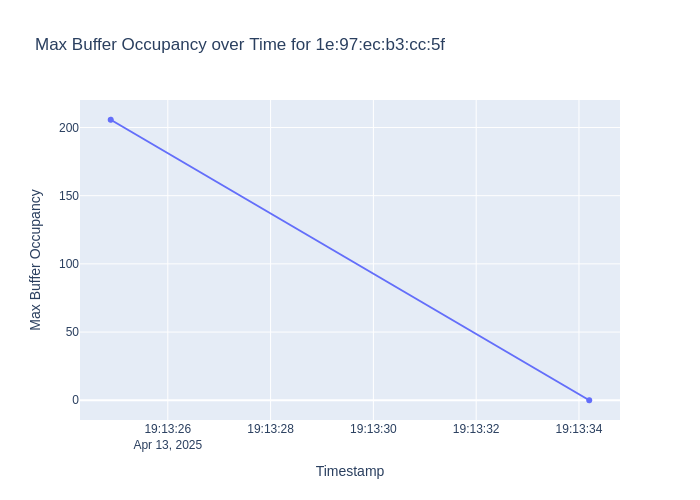 Max Buffer Occupancy over Time for 1e:97:ec:b3:cc:5f
200
150
100
50
0
Max Buffer Occupancy
19:13:26 19:13:28 19:13:30 19:13:32 19:13:34
Apr 13, 2025
Timestamp